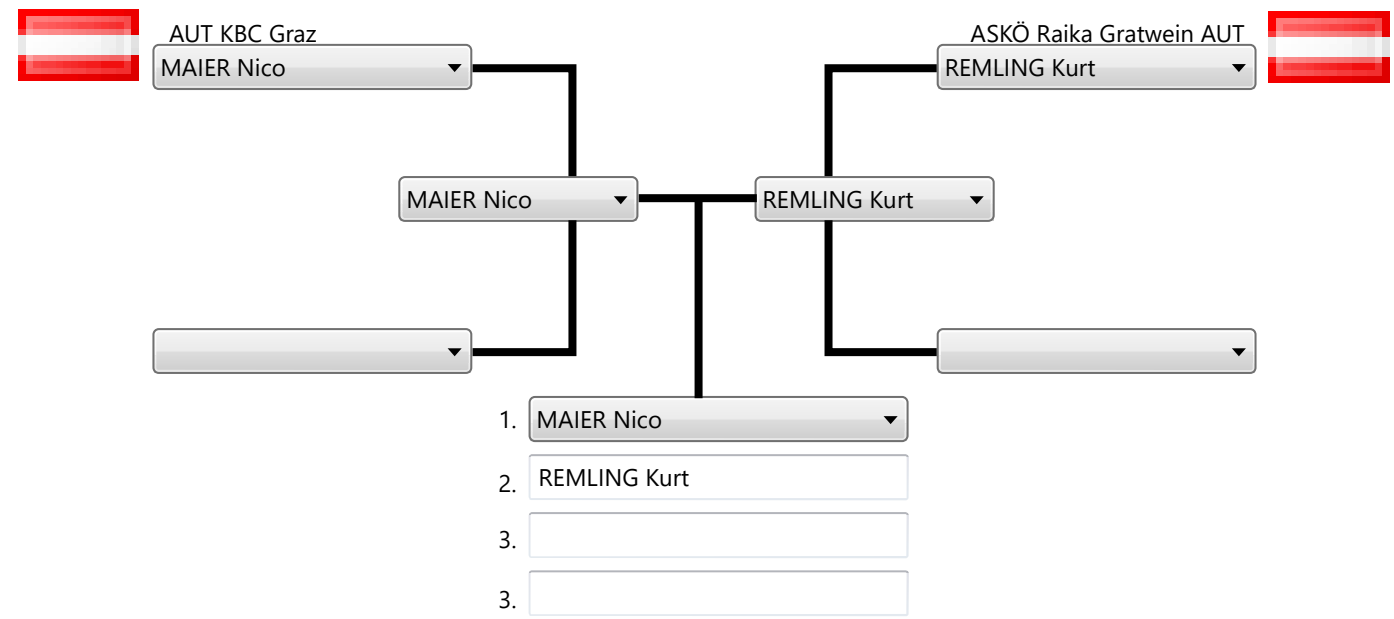 AUT KBC Graz
ASKÖ Raika Gratwein AUT
MAIER Nico
REMLING Kurt
MAIER Nico
REMLING Kurt
1. MAIER Nico
2. REMLING Kurt
3.
3.